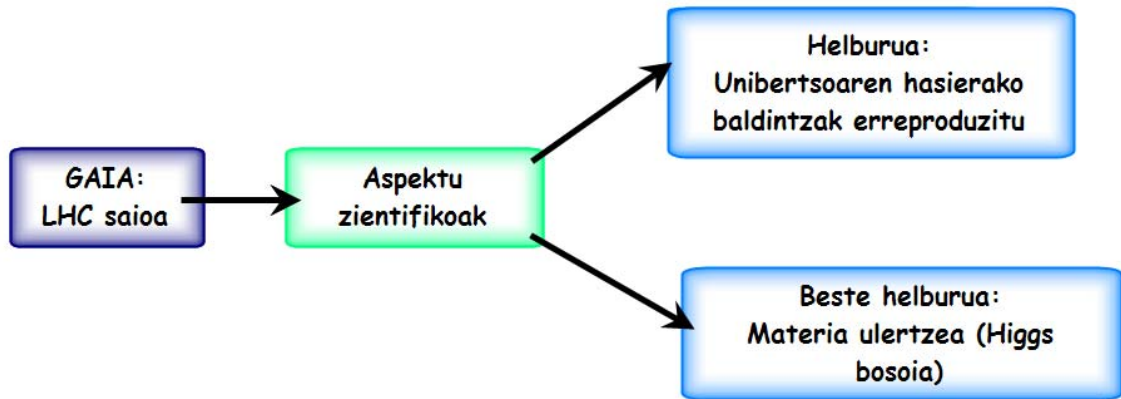 GAIA:
LHC saioa
Aspektu
zientifikoak
Helburua:
Unibertsoaren hasierako
baldintzak erreproduzitu
Beste helburua:
Materia ulertzea (Higgs
bosoia)